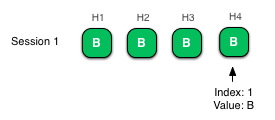 H1 H2 H3 H4
Session 1 B B B B
Index: 1
Value: B